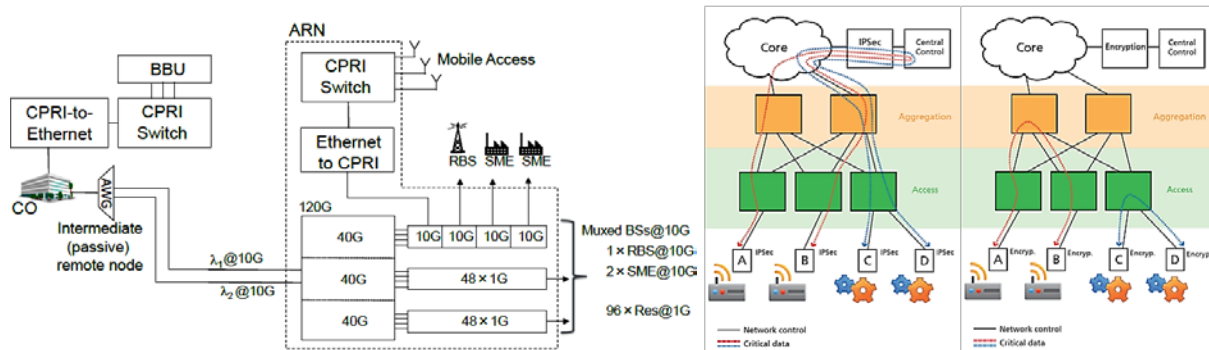 ARN
BBU
CPRI-to-
Ethernet
CPRI
Switch
CO
AWG
Intermediate
(passive)
remote node
λ1@10G
λ2@10G
CPRI
Switch
Mobile Access
Ethernet
to CPRI
RBS
SME
SME
120G
40G
10G
10G
10G
10G
40G
48×1G
40G
48×1G
Muxed BSs@10G
1×RBS@10G
2×SME@10G
96×Res@1G
Core
IPSec
Central
Control
Aggregation
Access
A
IPSec
B
IPSec
C
IPSec
D
IPSec
Network control
Critical data
Core
Encryption
Central
Control
Aggregation
Access
A
Encryp.
B
Encryp.
C
Encryp.
D
Encryp.
Network control
Critical data